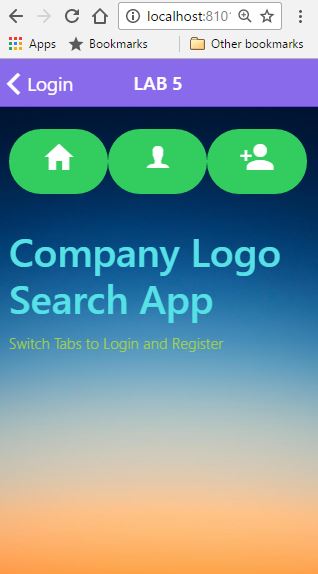 localhost:810
Apps
Bookmarks
Other bookmarks
Login
LAB 5
Company Logo
Search App
Switch Tabs to Login and Register